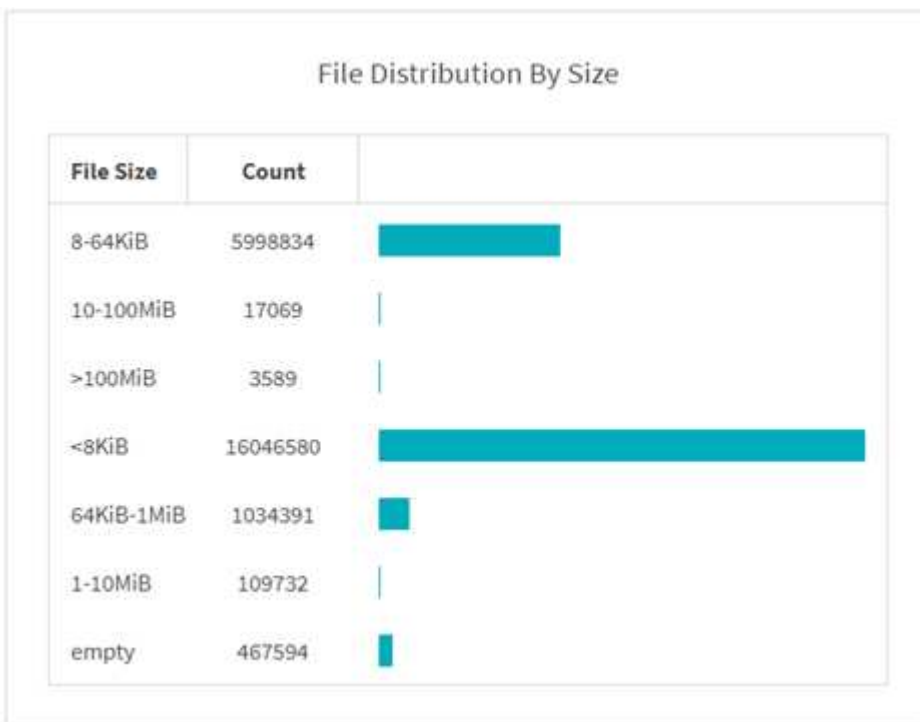 File Distribution By Size
File Size Count
8-64KiB 5998834
10-100MiB 17069
>100MiB 3589
<8KiB 16046580
64KiB-1MiB 1034391
1-10MiB 109732
empty 467594